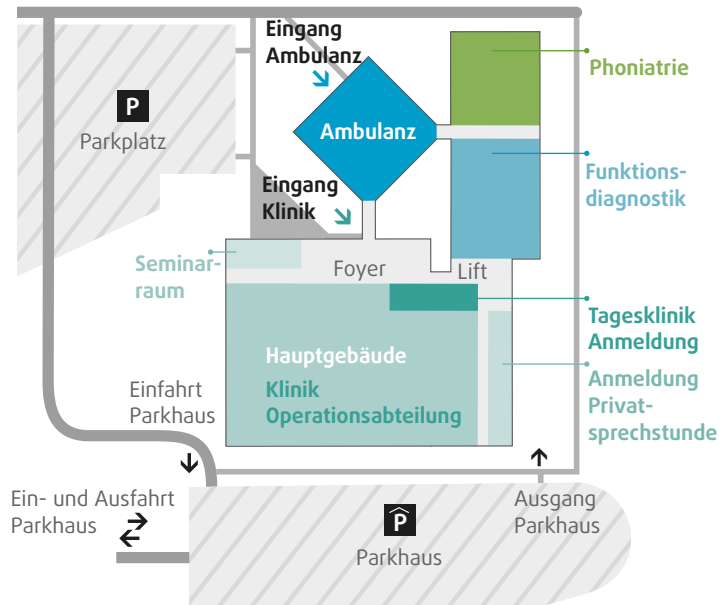 Eingang
Ambulanz
P
Parkplatz
Ambulanz
Phoniatrie
Eingang
Klinik
Funktions-
diagnostik
Seminar-
raum
Foyer
Lift
Tagesklinik
Anmeldung
Hauptgebäude
Klinik
Operationsabteilung
Anmeldung
Privat-
sprechstunde
Einfahrt
Parkhaus
Ein- und Ausfahrt
Parkhaus
P
Parkhaus
Ausgang
Parkhaus